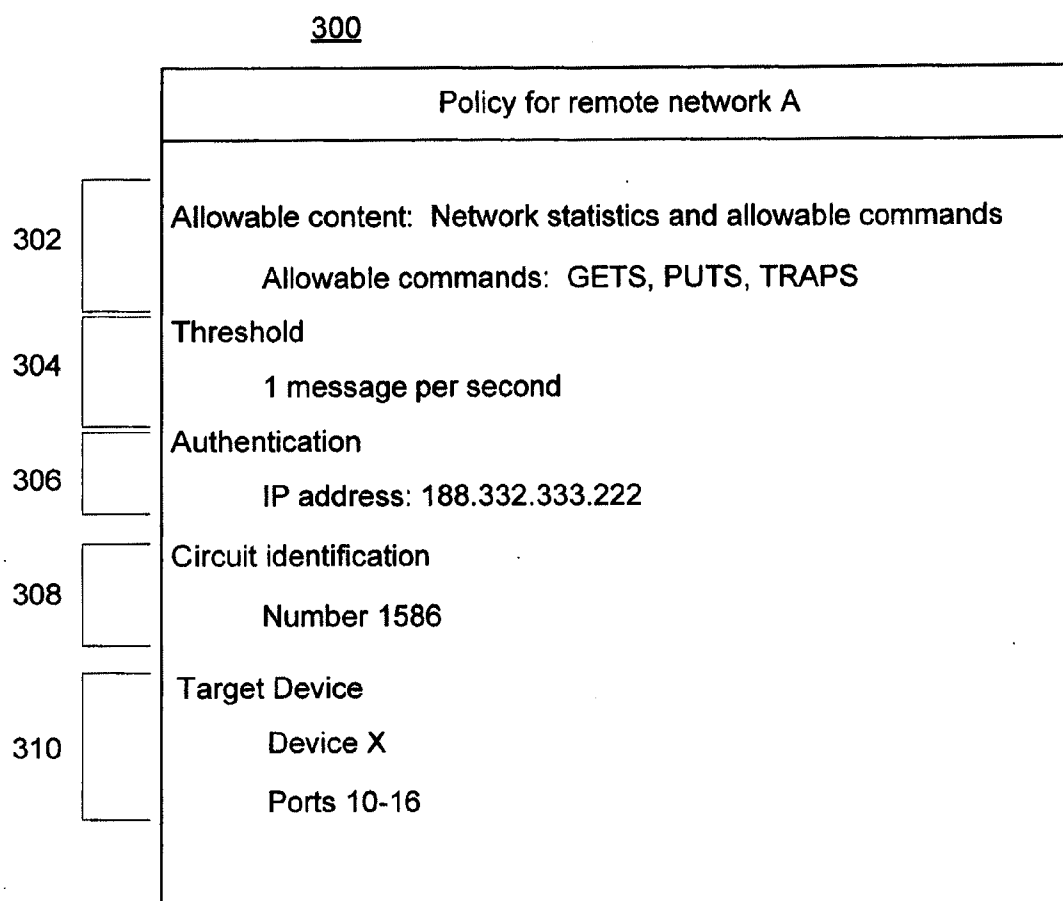 300
Policy for remote network A
302
Allowable content: Network statistics and allowable commands
Allowable commands: GETS, PUTS, TRAPS
304
Threshold
1 message per second
306
Authentication
IP address: 188.332.333.222
308
Circuit identification
Number 1586
310
Target Device
Device X
Ports 10-16